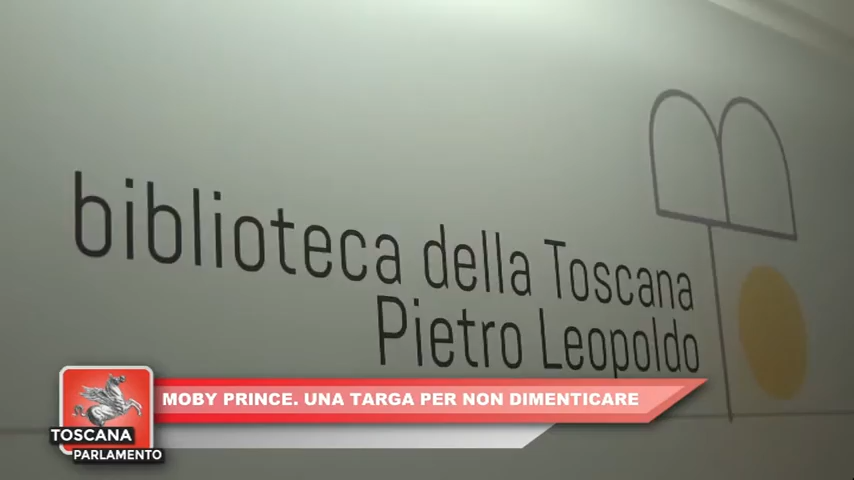 biblioteca della Toscana
Pietro Leopoldo
MOBY PRINCE. UNA TARGA PER NON DIMENTICARE
TOSCANA
PARLAMENTO